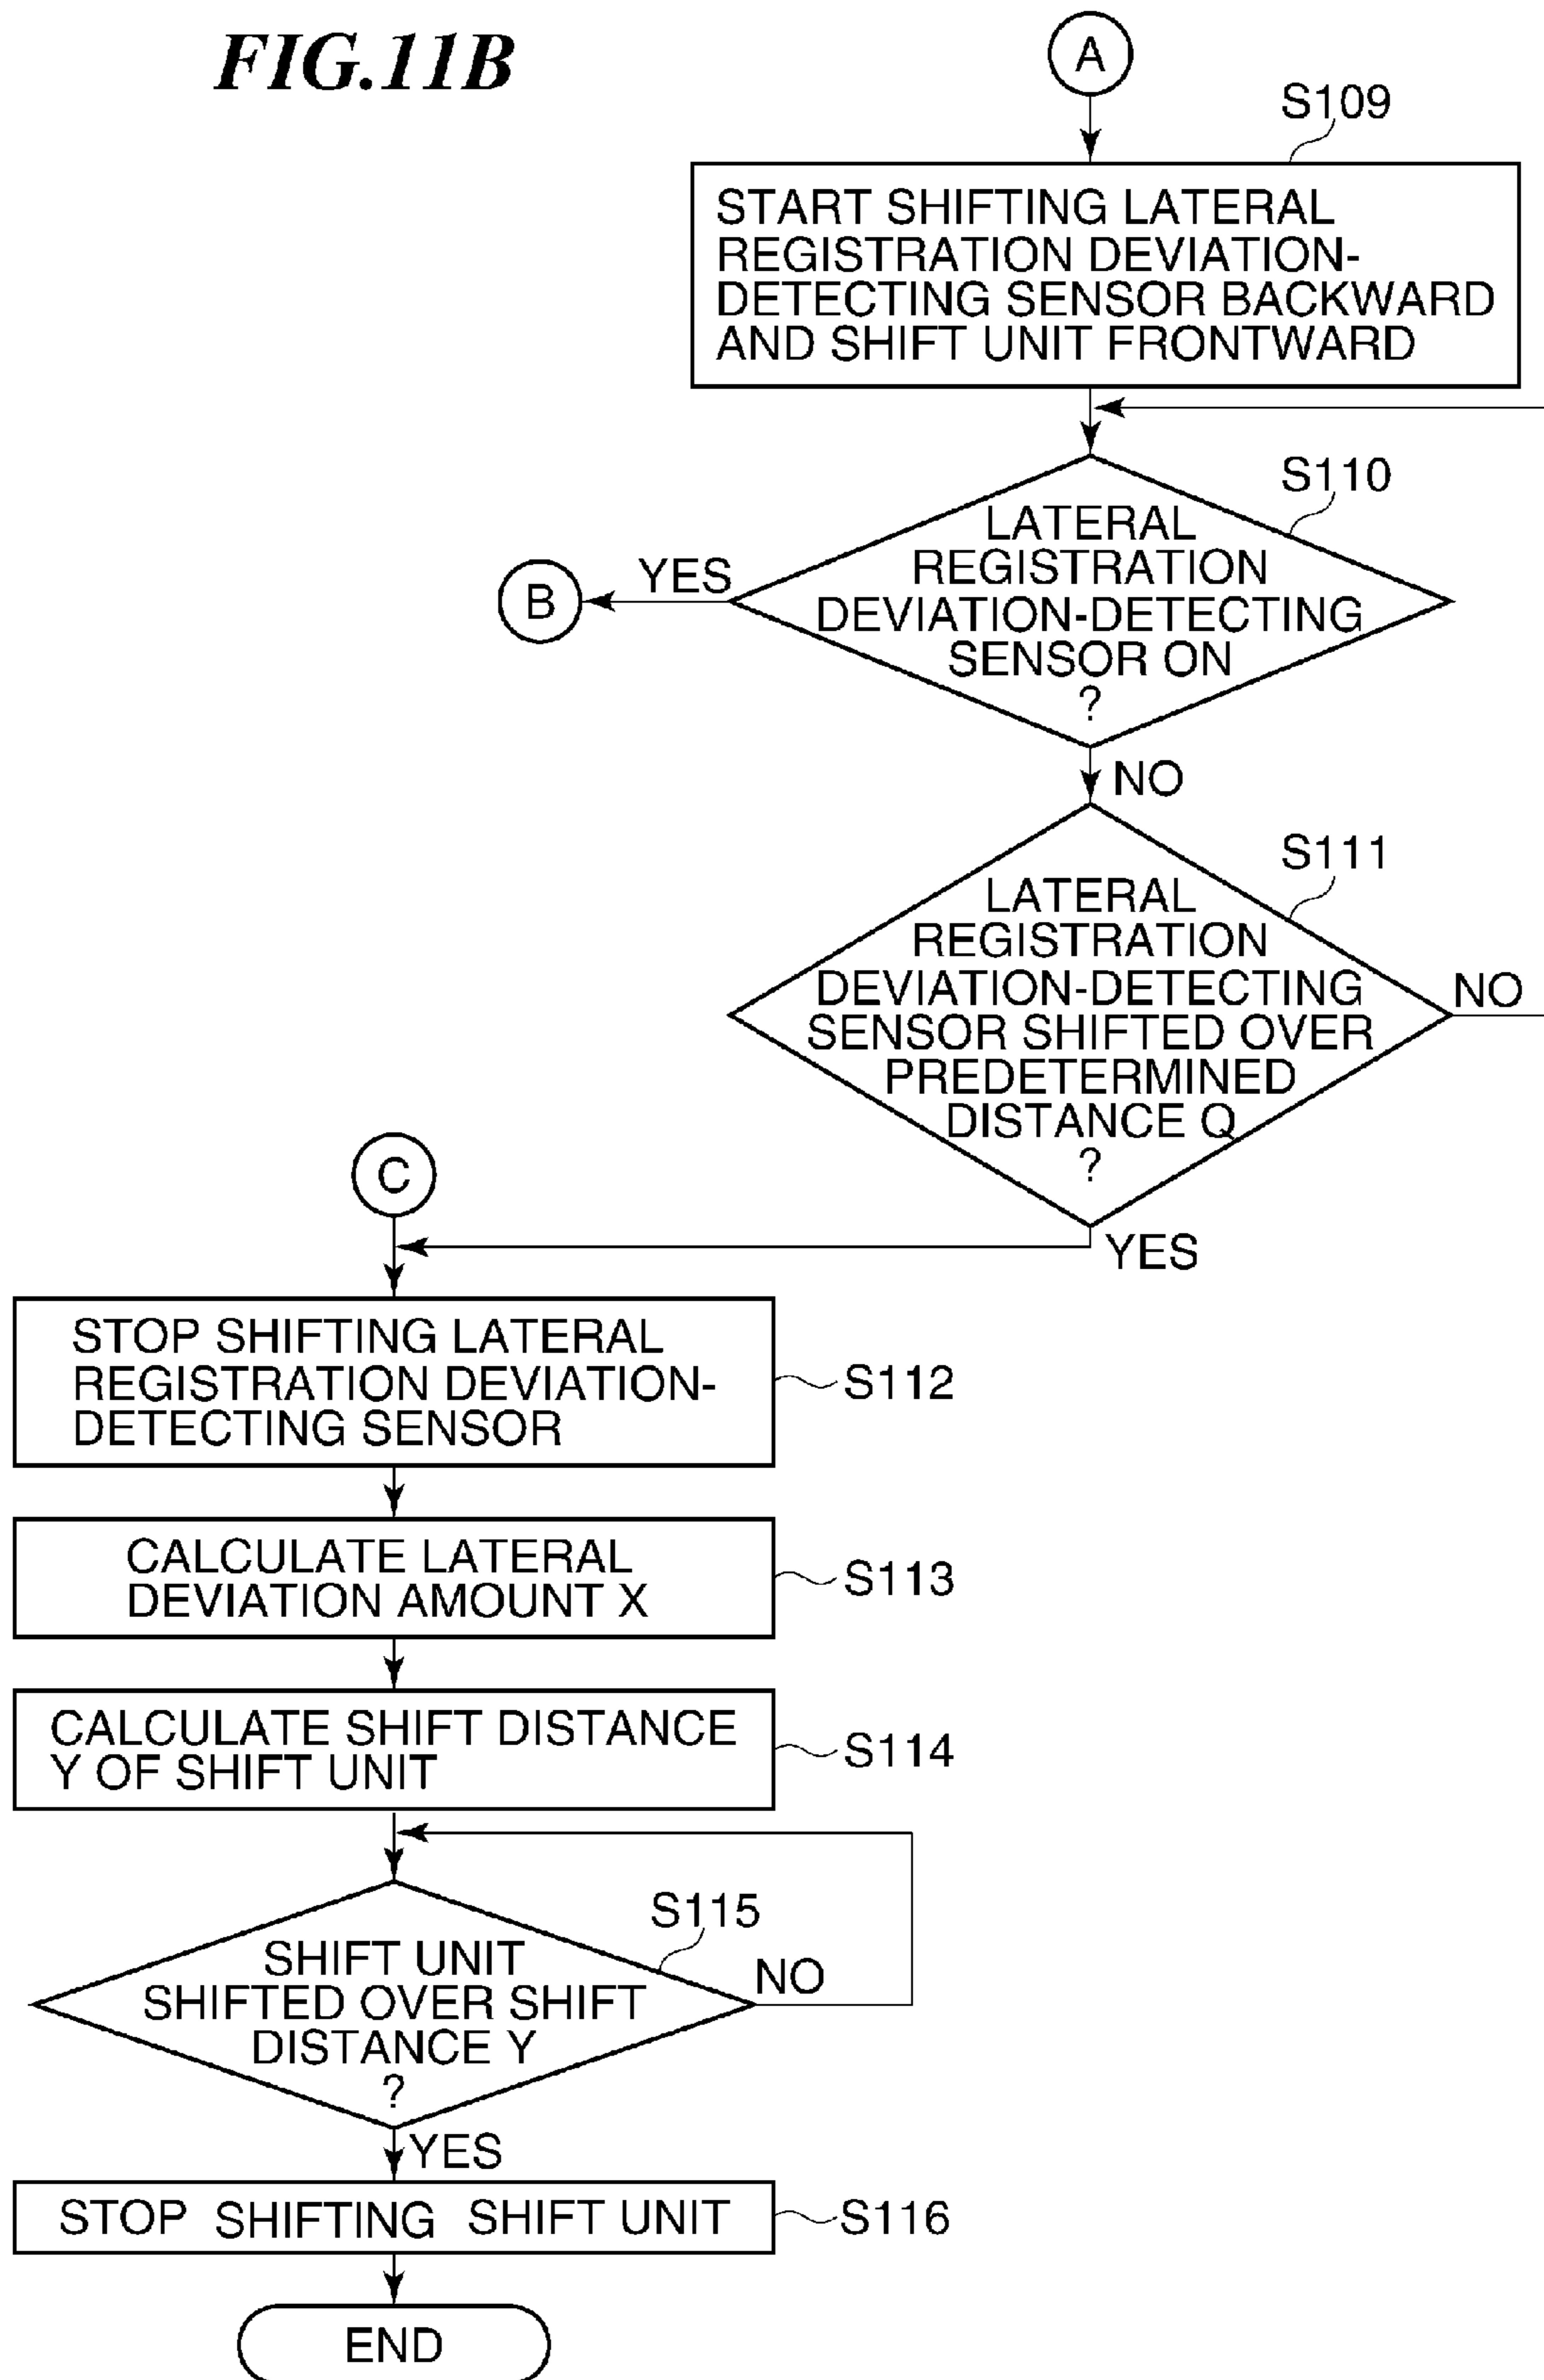 FIG.11B
A
S109
START SHIFTING LATERAL
REGISTRATION DEVIATION-
DETECTING SENSOR BACKWARD
AND SHIFT UNIT FRONTWARD
S110
LATERAL
REGISTRATION
DEVIATION-DETECTING
SENSOR ON
?
YES
B
NO
S111
LATERAL
REGISTRATION
DEVIATION-DETECTING
SENSOR SHIFTED OVER
PREDETERMINED
DISTANCE Q
?
NO
YES
C
STOP SHIFTING LATERAL
REGISTRATION DEVIATION-
DETECTING SENSOR
S112
CALCULATE LATERAL
DEVIATION AMOUNT X
S113
CALCULATE SHIFT DISTANCE
Y OF SHIFT UNIT
S114
S115
SHIFT UNIT
SHIFTED OVER SHIFT
DISTANCE Y
?
NO
YES
STOP SHIFTING SHIFT UNIT
S116
END